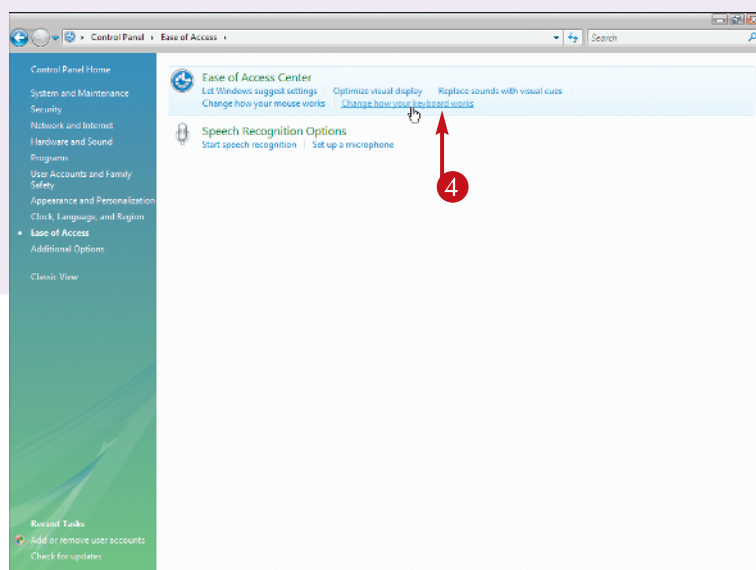 Control Panel ▸ Ease of Access ▸
Search
Control Panel Home
System and Maintenance
Security
Network and Internet
Hardware and Sound
Programs
User Accounts and Family
Safety
Appearance and Personalization
Clock, Language, and Region
Ease of Access
Additional Options
Classic View
Ease of Access Center
Let Windows suggest settings Optimize visual display Replace sounds with visual cues
Change how your mouse works Change how your keyboard works
Speech Recognition Options
Start speech recognition Set up a microphone
4
Recent Tasks
Add or remove user accounts
Check for updates